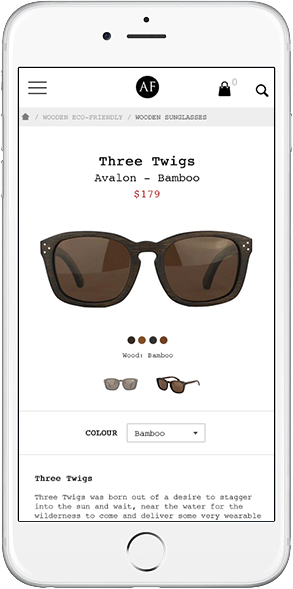 AF
0
/ WOODEN ECO-FRIENDLY / WOODEN SUNGLASSES
Three Twigs
Avalon - Bamboo
$179
Wood: Bamboo
COLOUR Bamboo
Three Twigs
Three Twigs was born out of a desire to stagger
into the sun and wait, near the water for the
wilderness to come and deliver some very wearable